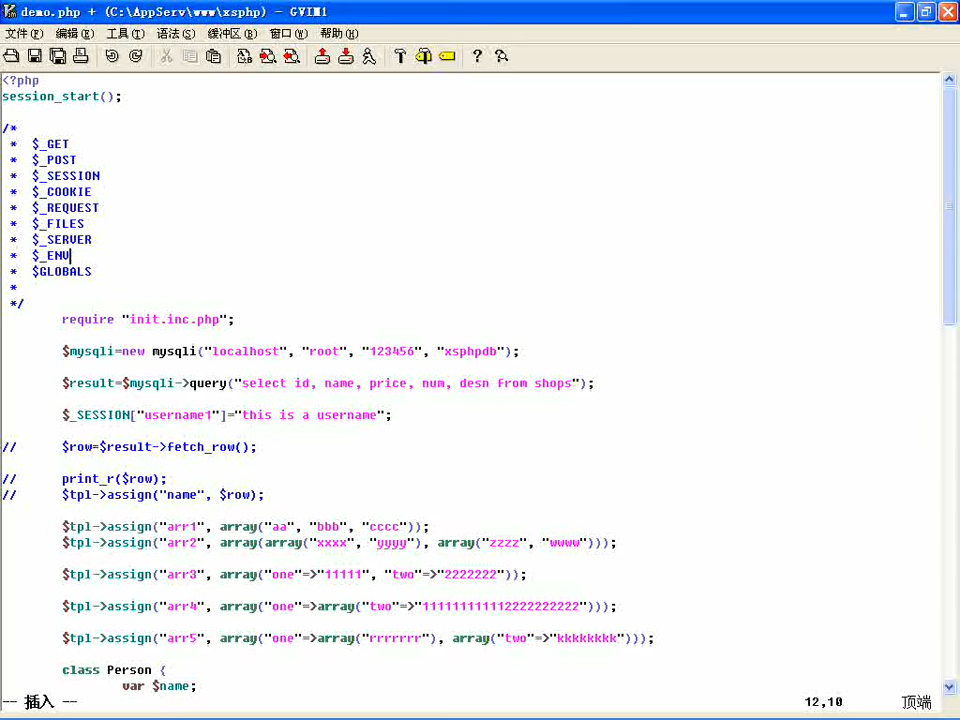 demo.php + (C:\AppServ\www\xsphp) - GVIM1
文件(F) 编辑(E) 工具(T) 语法(S) 缓冲区(B) 窗口(W) 帮助(H)
<?php
session_start();
/*
 *  $_GET
 *  $_POST
 *  $_SESSION
 *  $_COOKIE
 *  $_REQUEST
 *  $_FILES
 *  $_SERVER
 *  $_ENV
 *  $GLOBALS
 *
 */
        require "init.inc.php";
        $mysqli=new mysqli("localhost", "root", "123456", "xsphpdb");
        $result=$mysqli->query("select id, name, price, num, desn from shops");
        $_SESSION["username1"]="this is a username";
//      $row=$result->fetch_row();
//      print_r($row);
//      $tpl->assign("name", $row);
        $tpl->assign("arr1", array("aa", "bbb", "cccc"));
        $tpl->assign("arr2", array(array("xxxx", "yyyy"), array("zzzz", "wwww")));
        $tpl->assign("arr3", array("one"=>"11111", "two"=>"2222222"));
        $tpl->assign("arr4", array("one"=>array("two"=>"111111111112222222222")));
        $tpl->assign("arr5", array("one"=>array("rrrrrrr"), array("two"=>"kkkkkkkk")));
        class Person {
                var $name;
-- 插入 -- 12,10 顶端